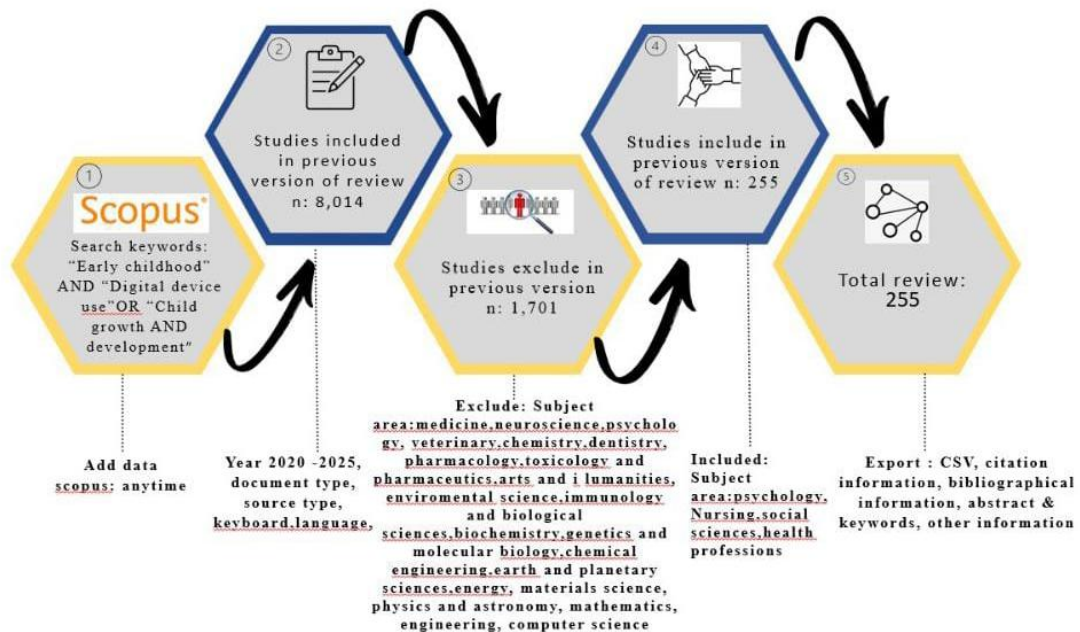 1
Scopus®
Search keywords:
“Early childhood”
AND “Digital device
use”OR “Child
growth AND
development”
Add data
scopus: anytime
2
Studies included
in previous
version of review
n: 8,014
Year 2020 -2025,
document type,
source type,
keyboard,language,
3
Studies exclude in
previous version
n: 1,701
Exclude: Subject
area:medicine,neuroscience,psycholo
gy, veterinary,chemistry,dentistry,
pharmacology,toxicology and
pharmaceutics,arts and i lumanities,
enviromental science,immunology
and biological
sciences,biochemistry,genetics and
molecular biology,chemical
engineering,earth and planetary
sciences,energy, materials science,
physics and astronomy, mathematics,
engineering, computer science
4
Studies include in
previous version
of review n: 255
Included:
Subject
area:psychology,
Nursing,social
sciences,health
professions
5
Total review:
255
Export : CSV, citation
information, bibliographical
information, abstract &
keywords, other information